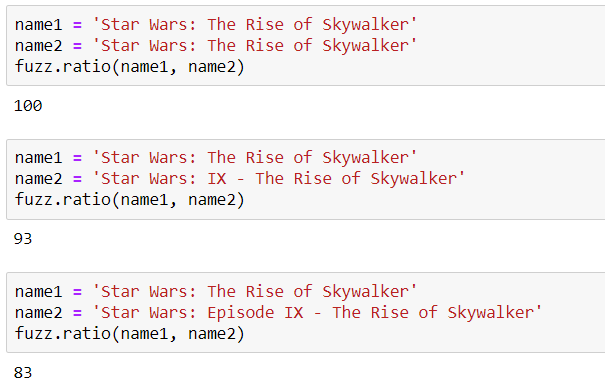 name1 = 'Star Wars: The Rise of Skywalker'
name2 = 'Star Wars: The Rise of Skywalker'
fuzz.ratio(name1, name2)
100
name1 = 'Star Wars: The Rise of Skywalker'
name2 = 'Star Wars: IX - The Rise of Skywalker'
fuzz.ratio(name1, name2)
93
name1 = 'Star Wars: The Rise of Skywalker'
name2 = 'Star Wars: Episode IX - The Rise of Skywalker'
fuzz.ratio(name1, name2)
83